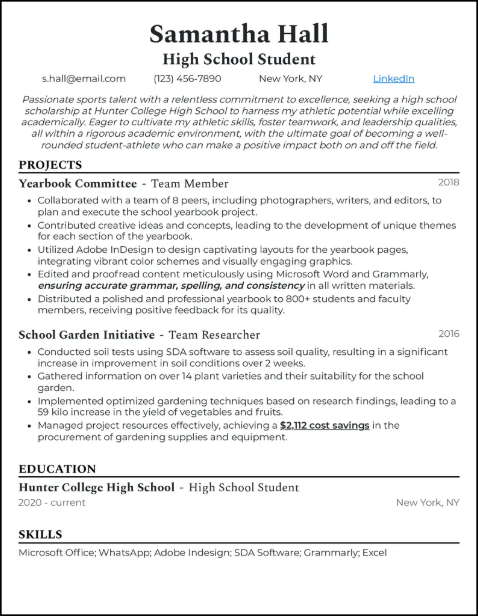 Samantha Hall
High School Student
s.hall@email.com (123) 456-7890 New York, NY LinkedIn
Passionate sports talent with a relentless commitment to excellence, seeking a high school
scholarship at Hunter College High School to harness my athletic potential while excelling
academically. Eager to cultivate my athletic skills, foster teamwork, and leadership qualities,
all within a rigorous academic environment, with the ultimate goal of becoming a well-
rounded student-athlete who can make a positive impact both on and off the field.
PROJECTS
Yearbook Committee - Team Member 2018
• Collaborated with a team of 8 peers, including photographers, writers, and editors, to
plan and execute the school yearbook project.
• Contributed creative ideas and concepts, leading to the development of unique themes
for each section of the yearbook.
• Utilized Adobe InDesign to design captivating layouts for the yearbook pages,
integrating vibrant color schemes and visually engaging graphics.
• Edited and proofread content meticulously using Microsoft Word and Grammarly,
ensuring accurate grammar, spelling, and consistency in all written materials.
• Distributed a polished and professional yearbook to 800+ students and faculty
members, receiving positive feedback for its quality.
School Garden Initiative - Team Researcher 2016
• Conducted soil tests using SDA software to assess soil quality, resulting in a significant
increase in improvement in soil conditions over 2 weeks.
• Gathered information on over 14 plant varieties and their suitability for the school
garden.
• Implemented optimized gardening techniques based on research findings, leading to a
59 kilo increase in the yield of vegetables and fruits.
• Managed project resources effectively, achieving a $2,112 cost savings in the
procurement of gardening supplies and equipment.
EDUCATION
Hunter College High School - High School Student
2020 - current New York, NY
SKILLS
Microsoft Office; WhatsApp; Adobe Indesign; SDA Software; Grammarly; Excel